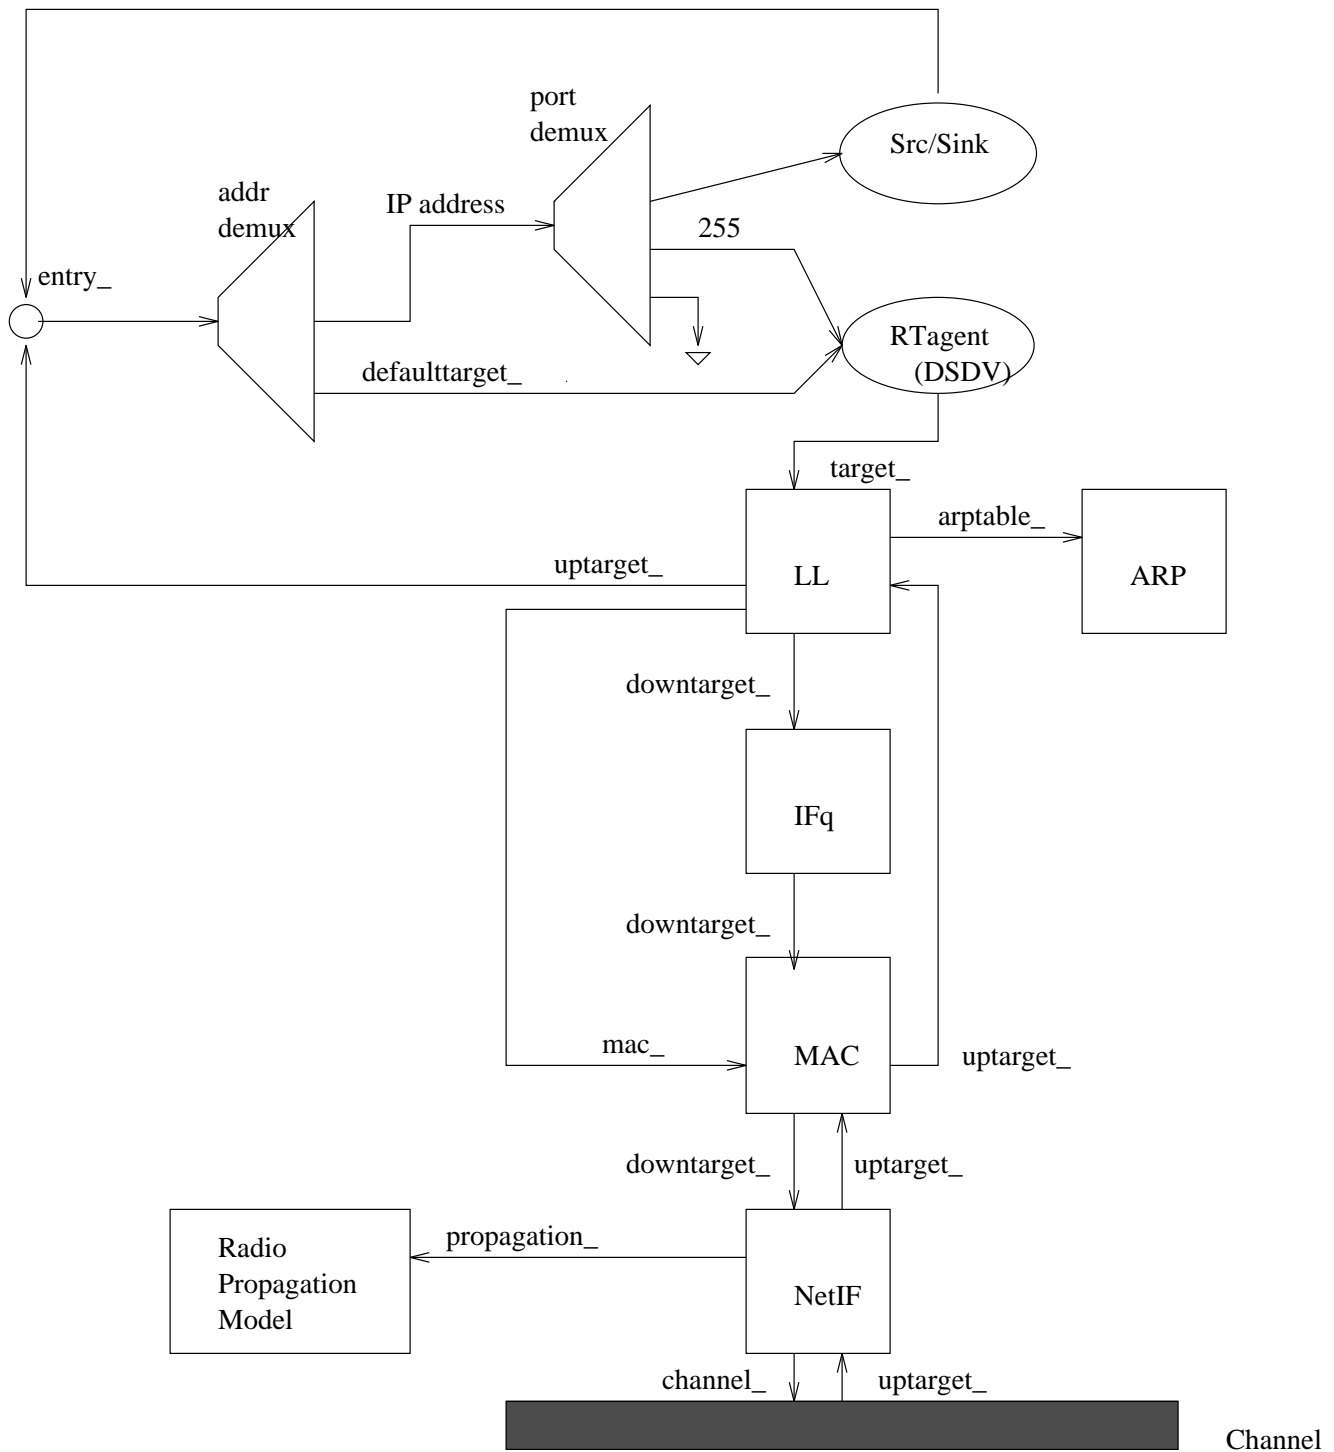 port
demux
Src/Sink
addr
demux
IP address
255
entry_
RTagent
(DSDV)
defaulttarget_
target_
arptable_
uptarget_
LL
ARP
downtarget_
IFq
downtarget_
mac_
MAC
uptarget_
downtarget_
uptarget_
Radio
Propagation
Model
propagation_
NetIF
channel_
uptarget_
Channel